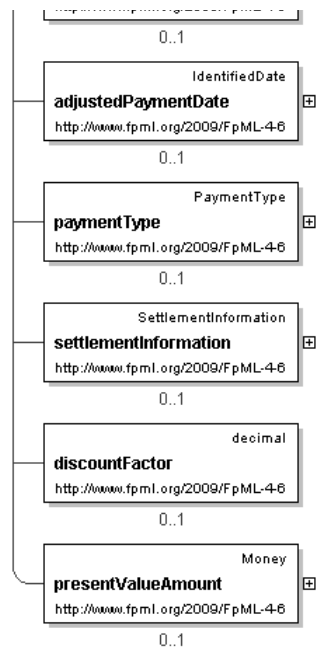 0..1
IdentifiedDate
adjustedPaymentDate
http://www.fpml.org/2009/FpML-4-6
0..1
PaymentType
paymentType
http://www.fpml.org/2009/FpML-4-6
0..1
SettlementInformation
settlementInformation
http://www.fpml.org/2009/FpML-4-6
0..1
decimal
discountFactor
http://www.fpml.org/2009/FpML-4-6
0..1
Money
presentValueAmount
http://www.fpml.org/2009/FpML-4-6
0..1